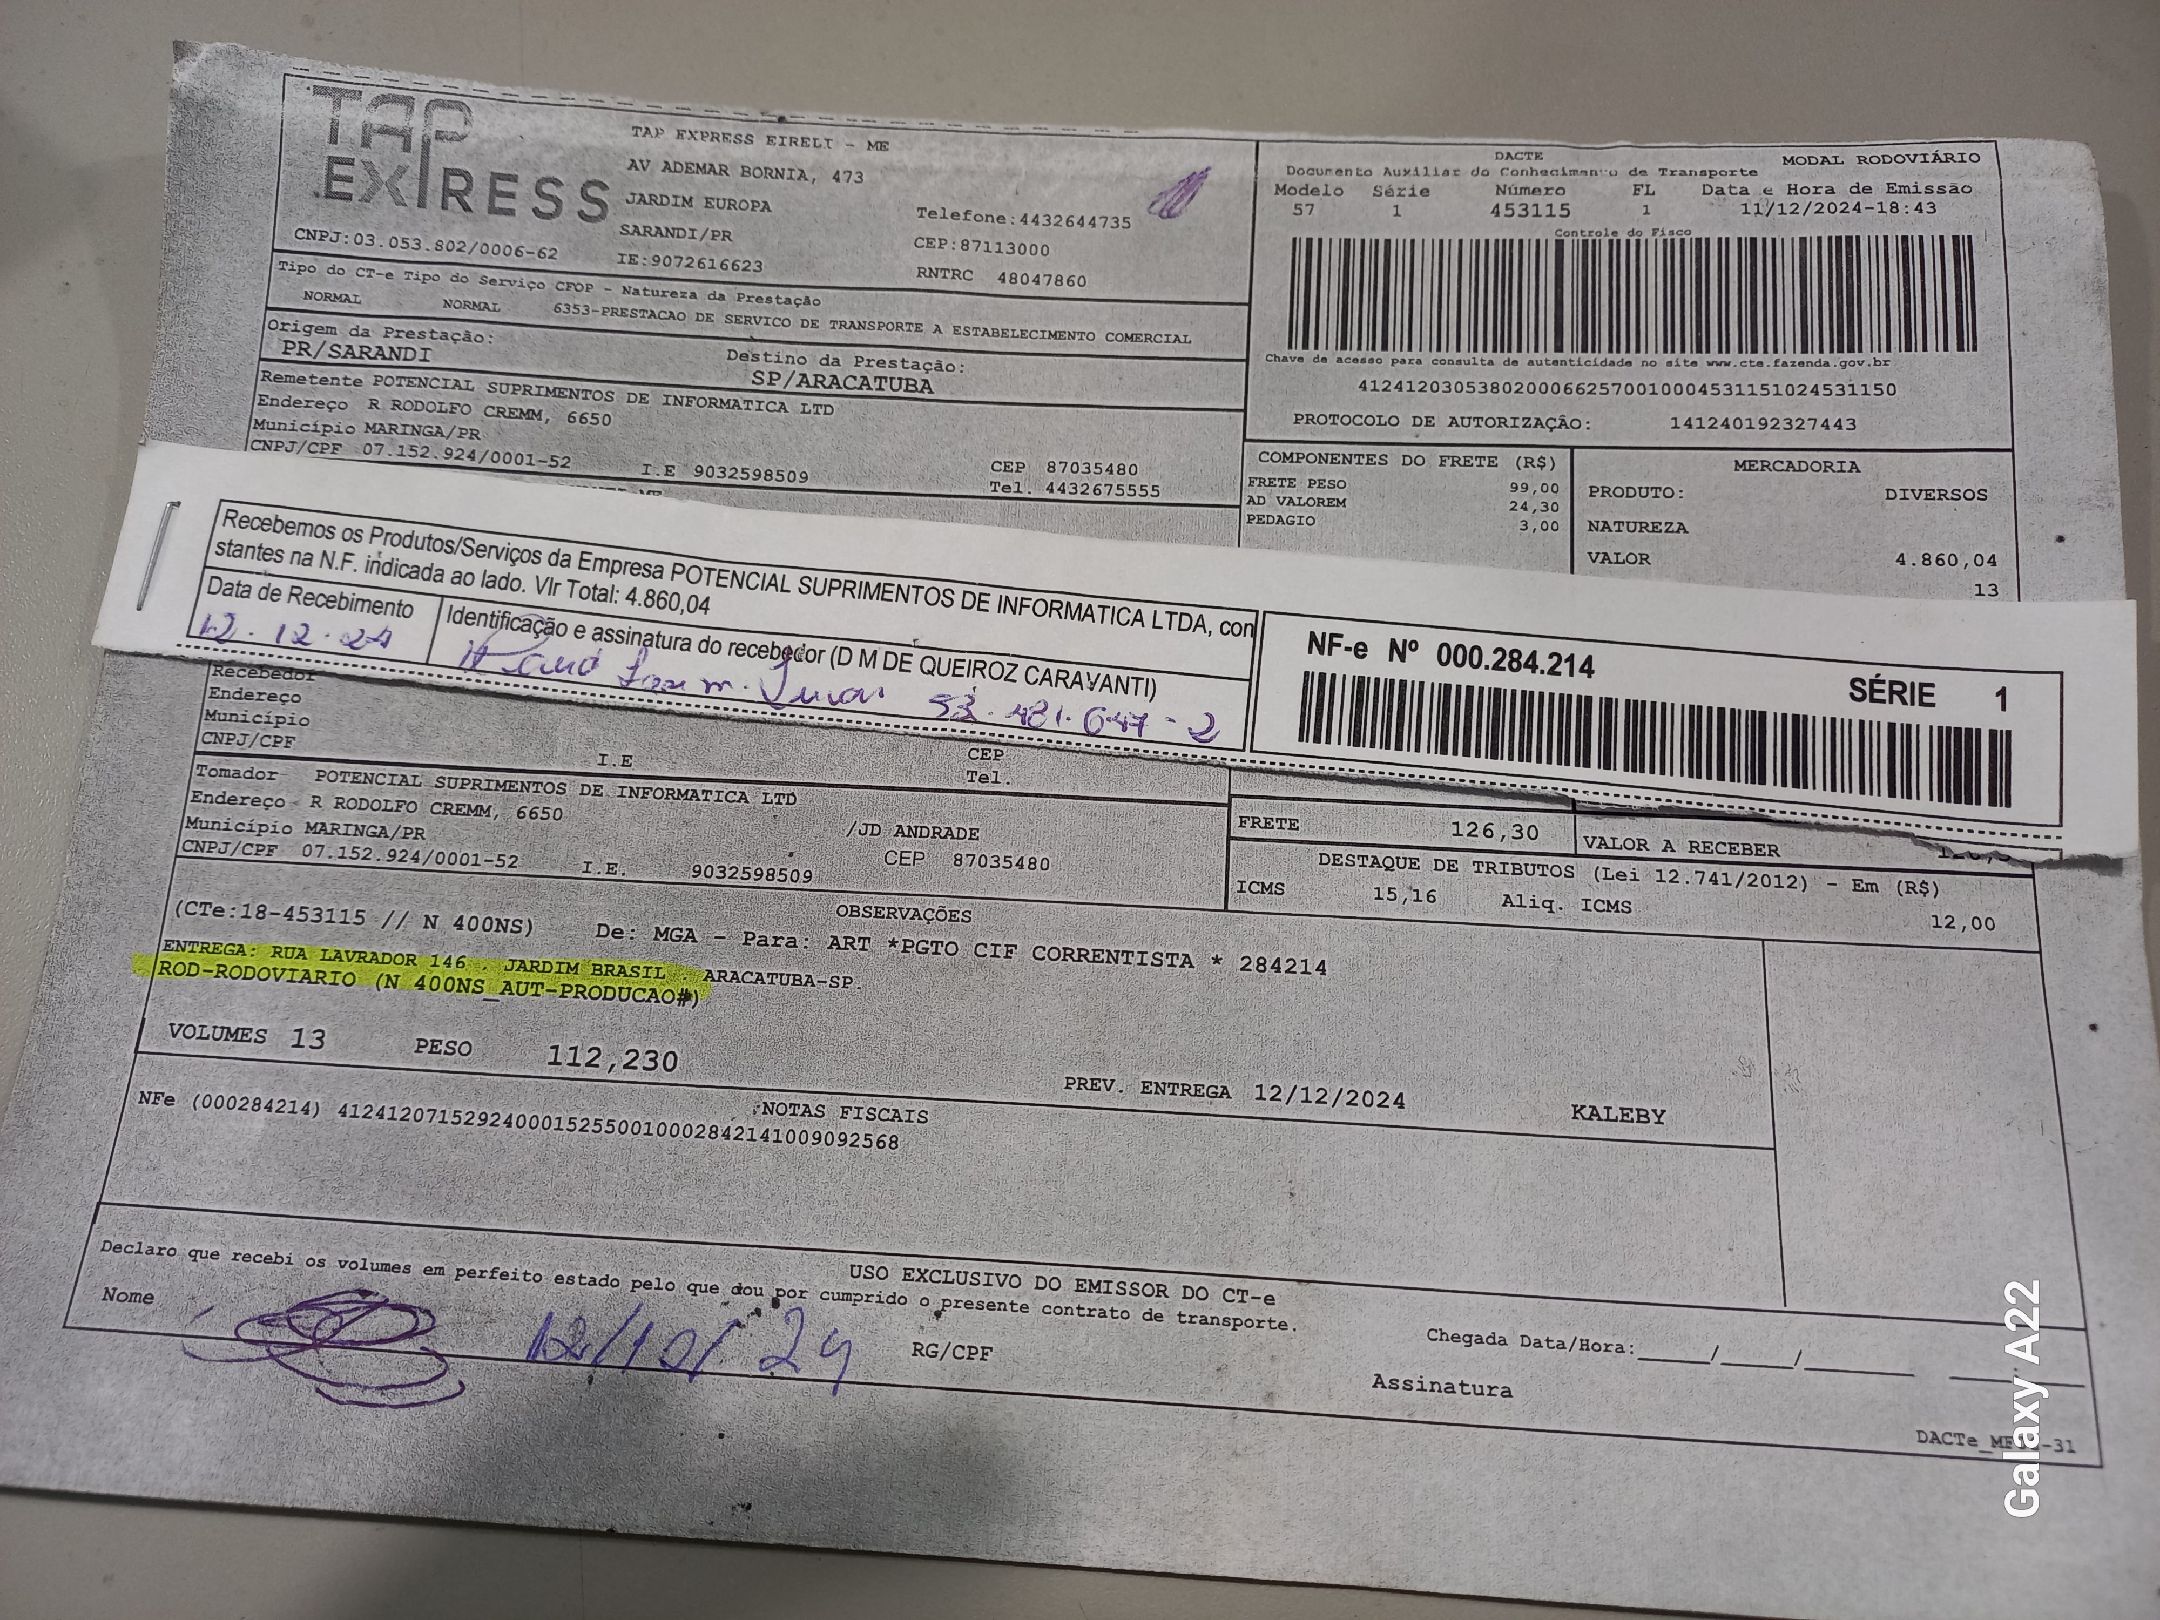 TAP
EXPRESS
TAP EXPRESS EIRELI - ME
AV ADEMAR BORNIA, 473
JARDIM EUROPA
SARANDI/PR
IE:9072616623
Telefone:4432644735
CEP:87113000
RNTRC 48047860
CNPJ:03.053.802/0006-62
DACTE
MODAL RODOVIÁRIO
Documento Auxiliar do Conhecimento de Transporte
Modelo Série Número FL Data e Hora de Emissão
57 1 453115 1 11/12/2024-18:43
Controle do Fisco
Chave de acesso para consulta de autenticidade no site www.cte.fazenda.gov.br
41241203053802000662570010004531151024531150
PROTOCOLO DE AUTORIZAÇÃO: 141240192327443
Tipo do CT-e Tipo do Serviço CFOP - Natureza da Prestação
NORMAL NORMAL 6353-PRESTACAO DE SERVICO DE TRANSPORTE A ESTABELECIMENTO COMERCIAL
Origem da Prestação: Destino da Prestação:
PR/SARANDI SP/ARACATUBA
Remetente POTENCIAL SUPRIMENTOS DE INFORMATICA LTD
Endereço R RODOLFO CREMM, 6650
Município MARINGA/PR
CNPJ/CPF 07.152.924/0001-52 I.E 9032598509
CEP 87035480
Tel. 4432675555
COMPONENTES DO FRETE (R$)
FRETE PESO 99,00
AD VALOREM 24,30
PEDAGIO 3,00
MERCADORIA
PRODUTO: DIVERSOS
NATUREZA
VALOR 4.860,04
13
Recebemos os Produtos/Serviços da Empresa POTENCIAL SUPRIMENTOS DE INFORMATICA LTDA, con
stantes na N.F. indicada ao lado. Vlr Total: 4.860,04
Data de Recebimento
12.12.24
Identificação e assinatura do recebedor (D M DE QUEIROZ CARAVANTI)
53.481.647-2
NF-e Nº 000.284.214
SÉRIE 1
Recebedor
Endereço
Município
CNPJ/CPF I.E
CEP
Tel.
Tomador POTENCIAL SUPRIMENTOS DE INFORMATICA LTD
Endereço R RODOLFO CREMM, 6650 /JD ANDRADE
Município MARINGA/PR CEP 87035480
CNPJ/CPF 07.152.924/0001-52 I.E. 9032598509
FRETE 126,30
VALOR A RECEBER
DESTAQUE DE TRIBUTOS (Lei 12.741/2012) - Em (R$)
ICMS 15,16 Aliq. ICMS 12,00
OBSERVAÇÕES
(CTe:18-453115 // N 400NS) De: MGA - Para: ART *PGTO CIF CORRENTISTA * 284214
ENTREGA: RUA LAVRADOR 146 . JARDIM BRASIL . ARACATUBA-SP.
ROD-RODOVIARIO (N 400NS_AUT-PRODUCAO#)
VOLUMES 13 PESO 112,230 PREV. ENTREGA 12/12/2024 KALEBY
NOTAS FISCAIS
NFe (000284214) 41241207152924000152550010002842141009092568
USO EXCLUSIVO DO EMISSOR DO CT-e
Declaro que recebi os volumes em perfeito estado pelo que dou por cumprido o presente contrato de transporte.
Nome
12/10/24
RG/CPF
Chegada Data/Hora:_____/_____/_____
Assinatura
Galaxy A22